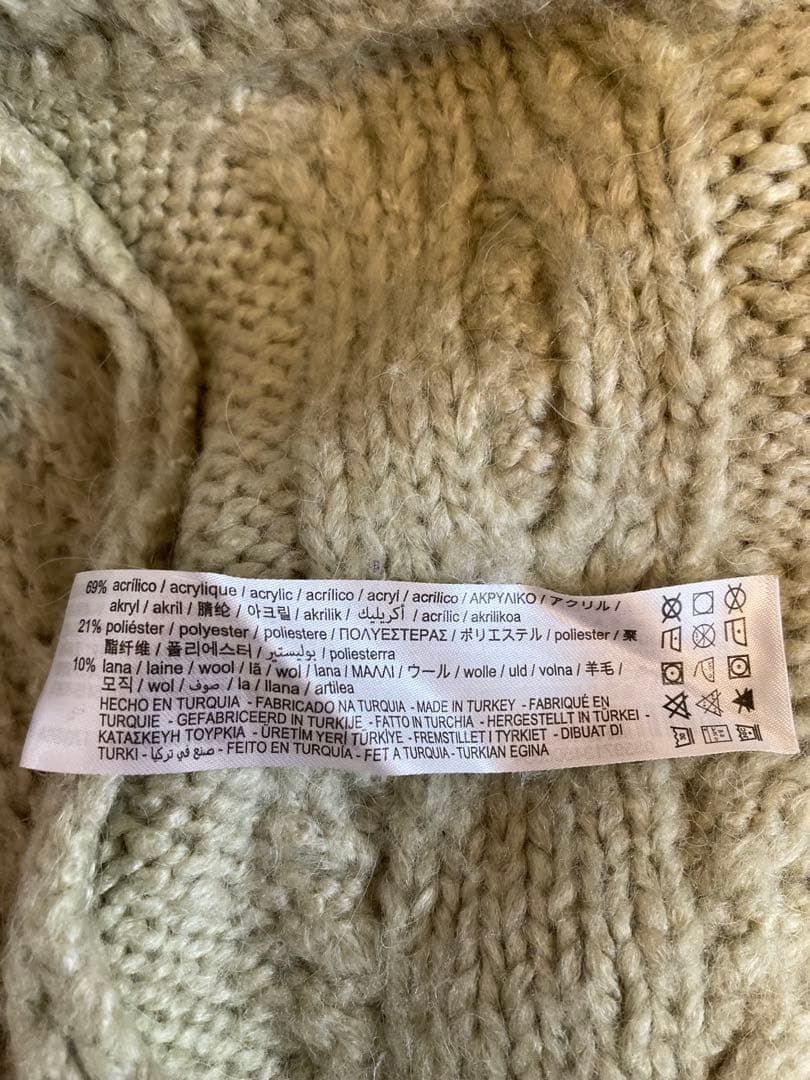 69% acrílico / acrylique / acrylic / acrílico / acryl / acrilico / ΑΚΡΥΛΙΚΟ / アクリル /
akryl / akril / 腈纶 / 아크릴 / akrilik / أكريليك / acrílic / akrilikoa
21% poliéster / polyester / poliestere / ΠΟΛΥΕΣΤΕΡΑΣ / ポリエステル / poliester / 聚
酯纤维 / 폴리에스터 / بوليستير / poliesterra
10% lana / laine / wool / lã / wol / lana / ΜΑΛΛΙ / ウール / wolle / uld / volna / 羊毛 /
모직 / wol / صوف / la / llana / artilea
HECHO EN TURQUIA - FABRICADO NA TURQUIA - MADE IN TURKEY - FABRIQUÉ EN
TURQUIE - GEFABRICEERD IN TURKIJE - FATTO IN TURCHIA - HERGESTELLT IN TÜRKEI -
ΚΑΤΑΣΚΕΥΗ ΤΟΥΡΚΙΑ - ÜRETİM YERİ TÜRKİYE - FREMSTILLET I TYRKIET - DIBUAT DI
TURKI - صنع في تركيا - FEITO EN TURQUÍA - FET A TURQUIA - TURKIAN EGINA